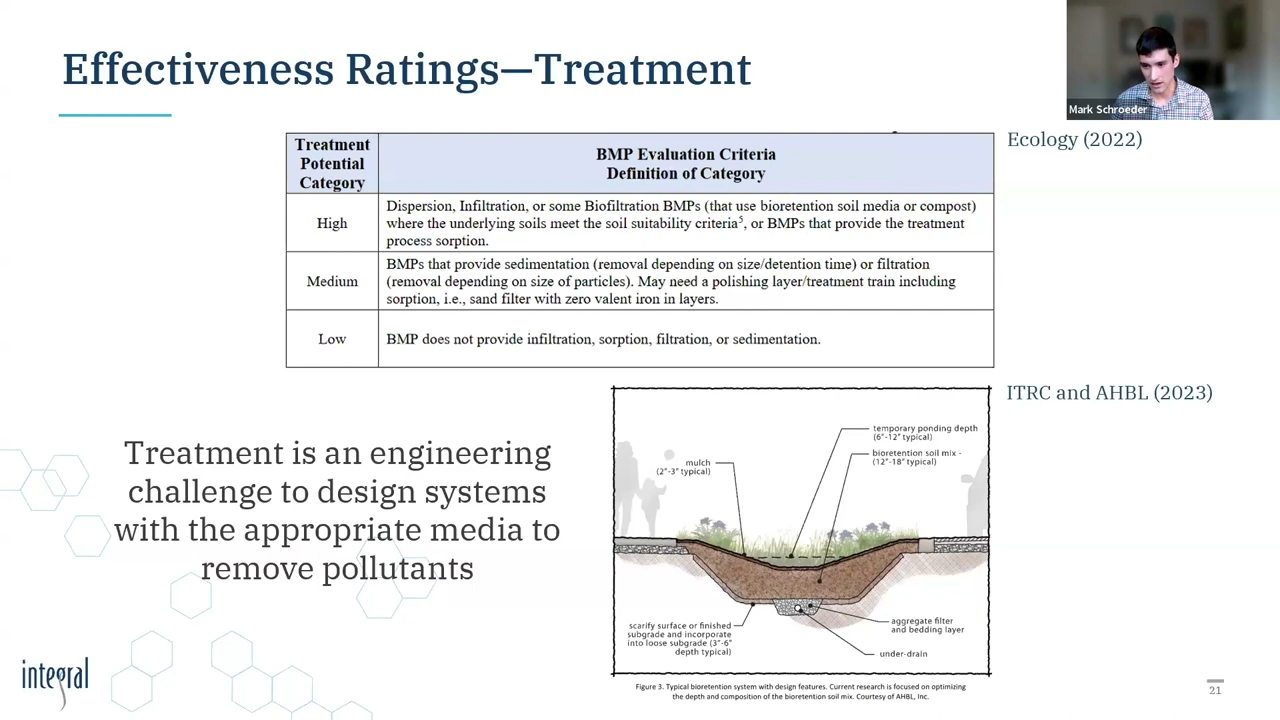 Effectiveness Ratings—Treatment
Mark Schroeder
Ecology (2022)
Treatment
Potential
Category
BMP Evaluation Criteria
Definition of Category
High
Dispersion, Infiltration, or some Biofiltration BMPs (that use bioretention soil media or compost)
where the underlying soils meet the soil suitability criteria⁵, or BMPs that provide the treatment
process sorption.
Medium
BMPs that provide sedimentation (removal depending on size/detention time) or filtration
(removal depending on size of particles). May need a polishing layer/treatment train including
sorption, i.e., sand filter with zero valent iron in layers.
Low
BMP does not provide infiltration, sorption, filtration, or sedimentation.
ITRC and AHBL (2023)
Treatment is an engineering
challenge to design systems
with the appropriate media to
remove pollutants
temporary ponding depth
(6"-12" typical)
bioretention soil mix -
(12"-18" typical)
mulch
(2"-3" typical)
scarify surface or finished
subgrade and incorporate
into loose subgrade (3"-6"
depth typical)
aggregate filter
and bedding layer
under-drain
Figure 3. Typical bioretention system with design features. Current research is focused on optimizing
the depth and composition of the bioretention soil mix. Courtesy of AHBL, Inc.
integral
21